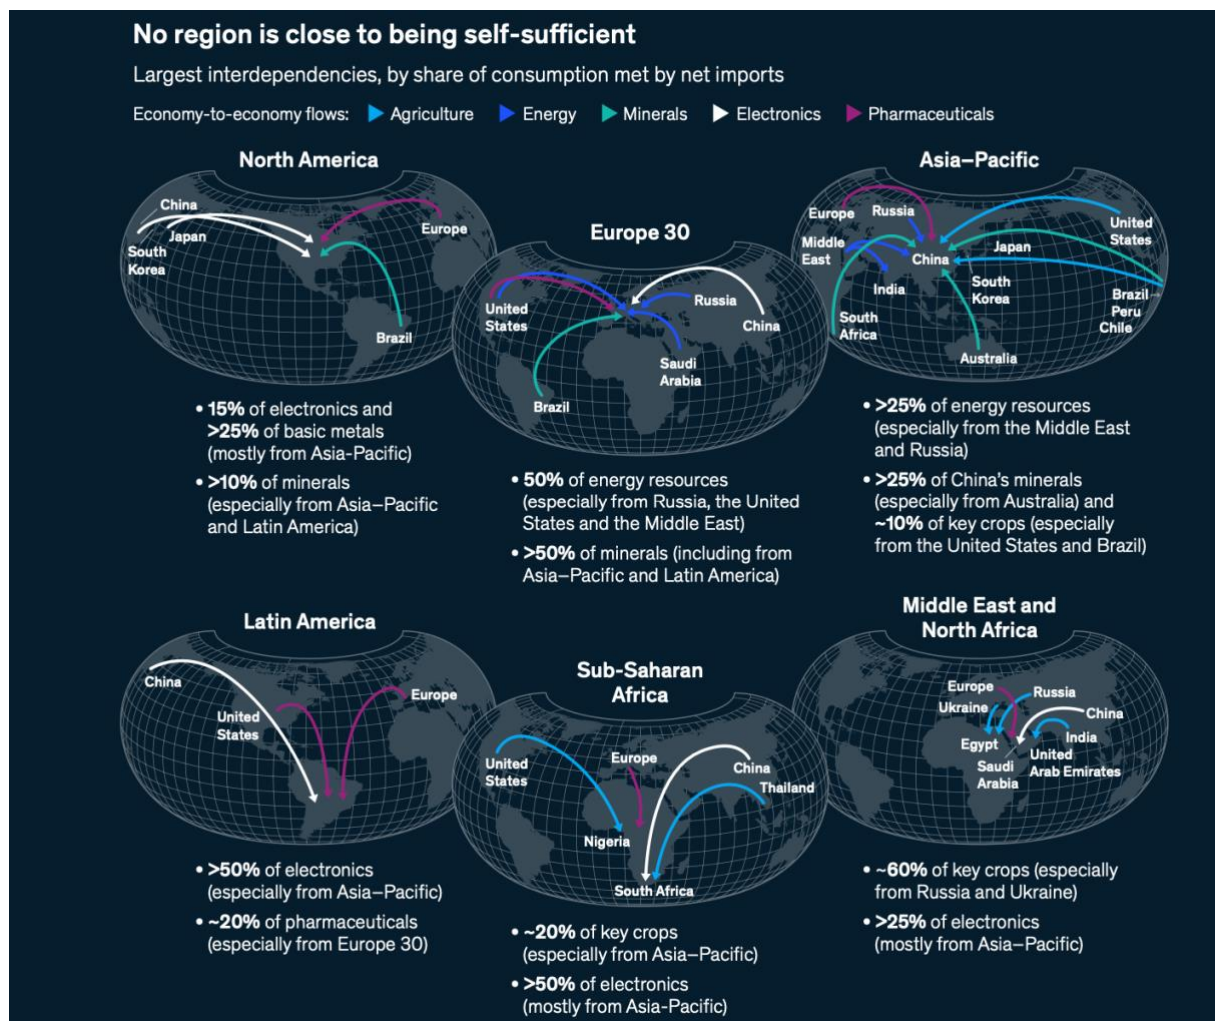 No region is close to being self-sufficient
Largest interdependencies, by share of consumption met by net imports
Economy-to-economy flows: Agriculture Energy Minerals Electronics Pharmaceuticals
North America
China
Japan
South
Korea
Europe
Brazil
• 15% of electronics and
>25% of basic metals
(mostly from Asia-Pacific)
• >10% of minerals
(especially from Asia–Pacific
and Latin America)
Europe 30
United
States
Russia
China
Saudi
Arabia
Brazil
• 50% of energy resources
(especially from Russia, the United
States and the Middle East)
• >50% of minerals (including from
Asia–Pacific and Latin America)
Asia–Pacific
Europe
Russia
United
States
Middle
East
China
Japan
India
South
Korea
Brazil
Peru
Chile
South
Africa
Australia
• >25% of energy resources
(especially from the Middle East
and Russia)
• >25% of China’s minerals
(especially from Australia) and
~10% of key crops (especially
from the United States and Brazil)
Latin America
China
United
States
Europe
• >50% of electronics
(especially from Asia–Pacific)
• ~20% of pharmaceuticals
(especially from Europe 30)
Sub-Saharan
Africa
United
States
Europe
China
Thailand
Nigeria
South Africa
• ~20% of key crops
(especially from Asia–Pacific)
• >50% of electronics
(mostly from Asia-Pacific)
Middle East and
North Africa
Europe
Russia
Ukraine
China
Egypt
India
Saudi
Arabia
United
Arab Emirates
• ~60% of key crops (especially
from Russia and Ukraine)
• >25% of electronics
(mostly from Asia–Pacific)